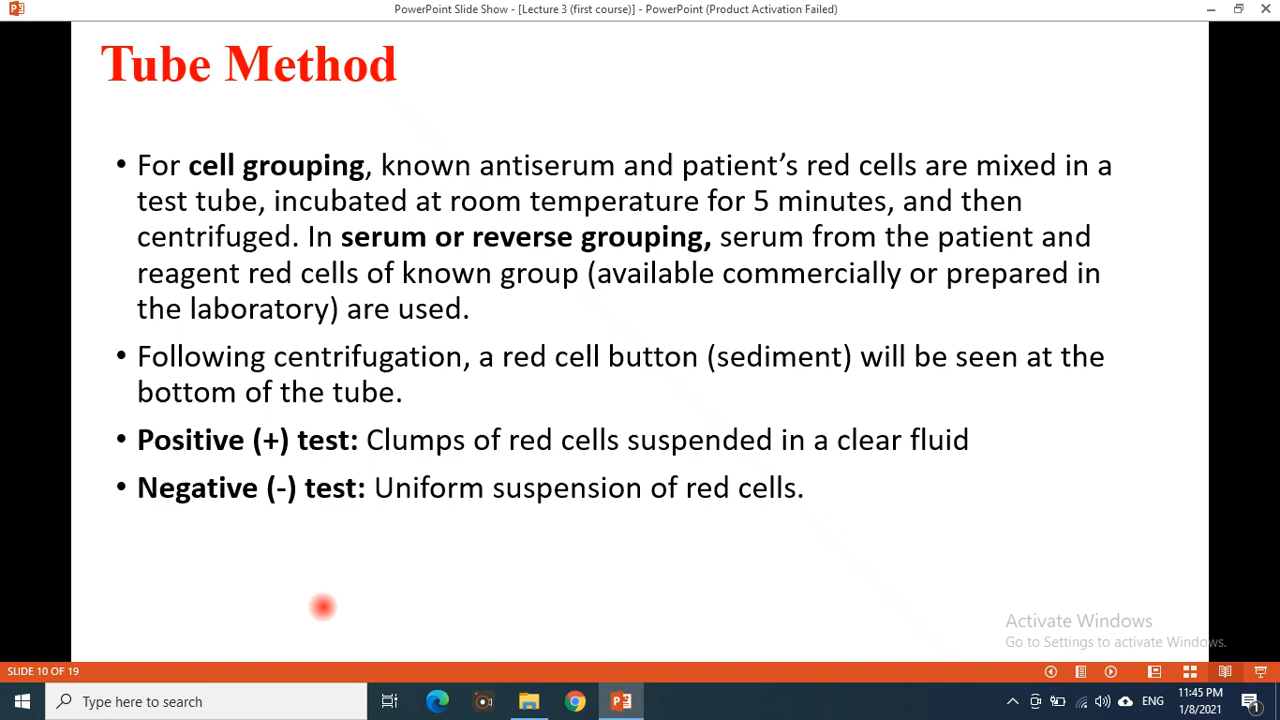 PowerPoint Slide Show - [Lecture 3 (first course)] - PowerPoint (Product Activation Failed)
Tube Method
• For cell grouping, known antiserum and patient’s red cells are mixed in a
test tube, incubated at room temperature for 5 minutes, and then
centrifuged. In serum or reverse grouping, serum from the patient and
reagent red cells of known group (available commercially or prepared in
the laboratory) are used.
• Following centrifugation, a red cell button (sediment) will be seen at the
bottom of the tube.
• Positive (+) test: Clumps of red cells suspended in a clear fluid
• Negative (-) test: Uniform suspension of red cells.
Activate Windows
Go to Settings to activate Windows.
SLIDE 10 OF 19
Type here to search
ENG
11:45 PM
1/8/2021
1